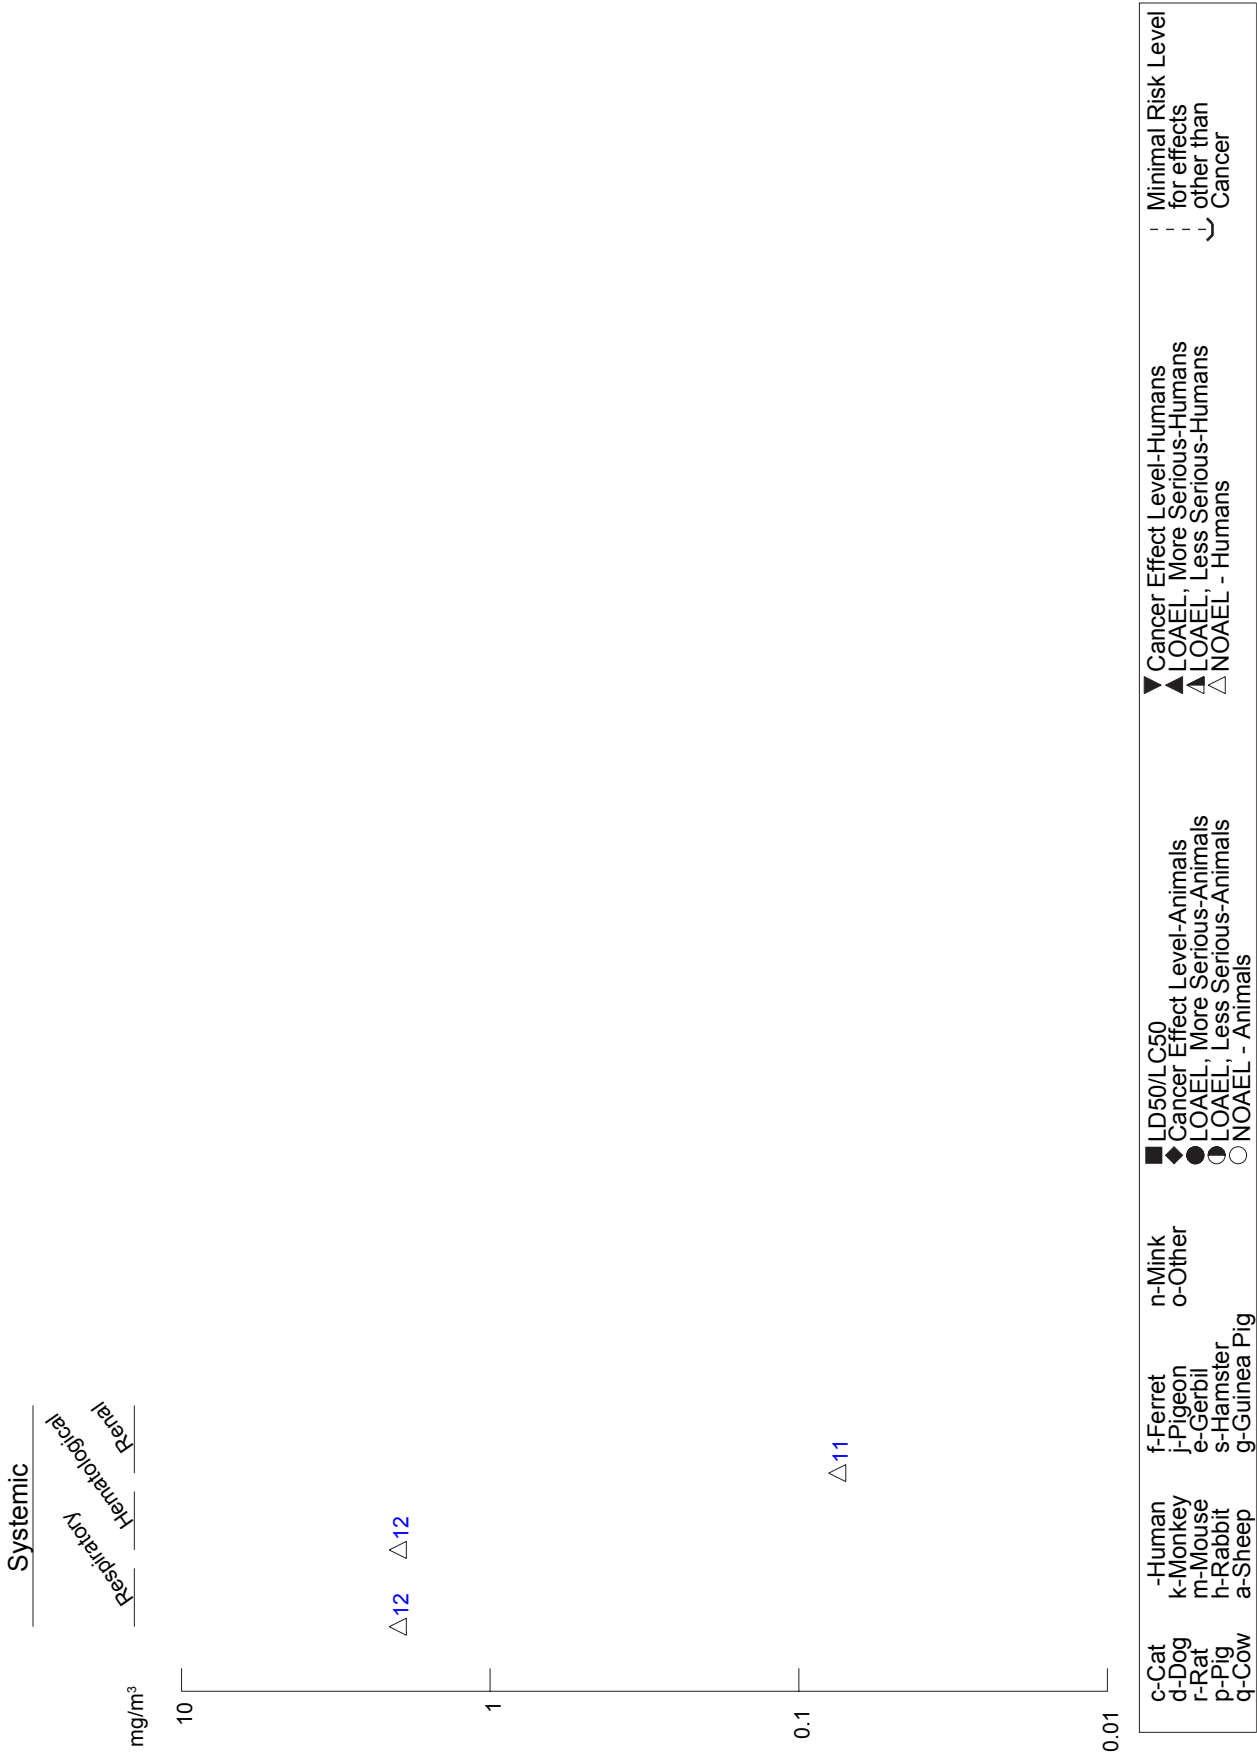 Systemic
Respiratory
Hematological
Renal
mg/m³
10
1
0.1
0.01
△12
△12
△11
c-Cat
d-Dog
r-Rat
p-Pig
q-Cow
-Human
k-Monkey
m-Mouse
h-Rabbit
a-Sheep
f-Ferret
j-Pigeon
e-Gerbil
s-Hamster
g-Guinea Pig
n-Mink
o-Other
LD50/LC50
Cancer Effect Level-Animals
LOAEL, More Serious-Animals
LOAEL, Less Serious-Animals
NOAEL - Animals
Cancer Effect Level-Humans
LOAEL, More Serious-Humans
LOAEL, Less Serious-Humans
NOAEL - Humans
Minimal Risk Level
for effects
other than
Cancer